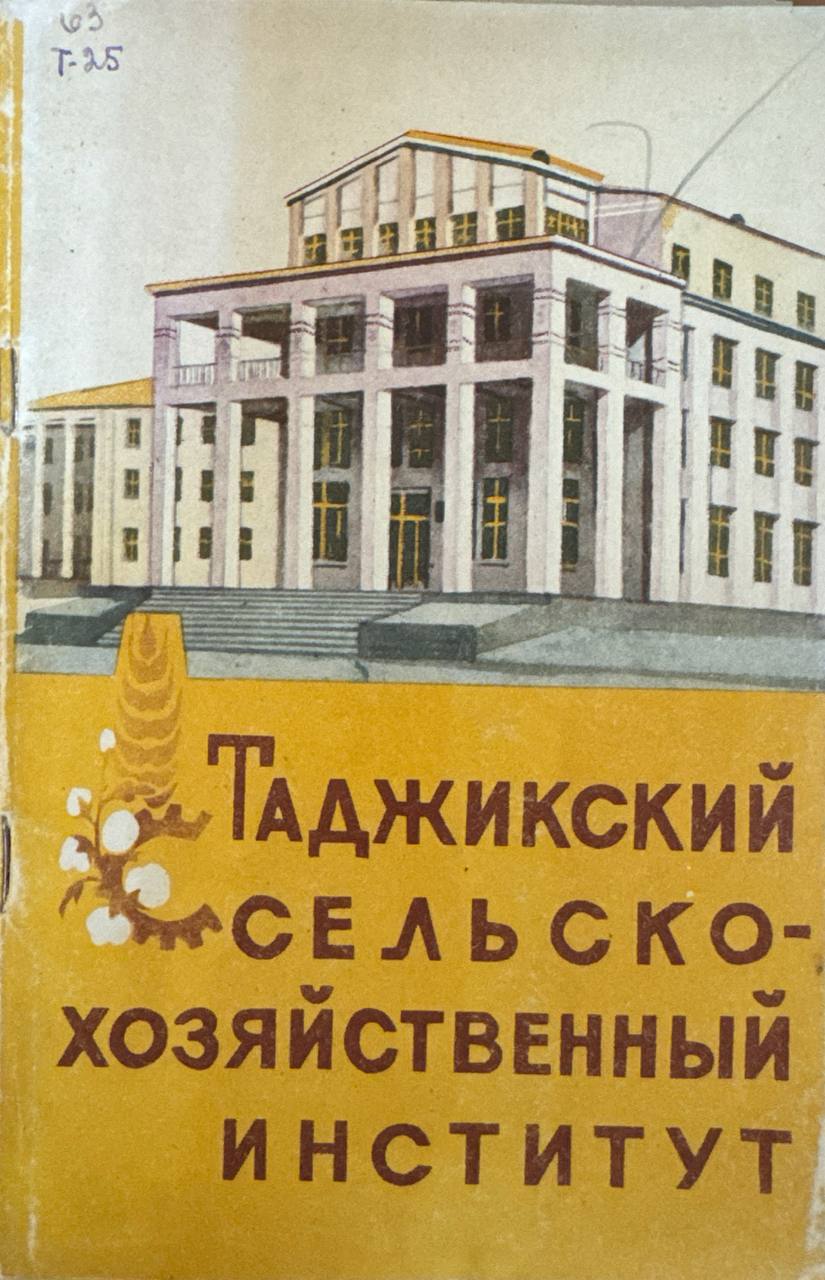 63
Т-25
ТАДЖИКСКИЙ
СЕЛЬСКО-
ХОЗЯЙСТВЕННЫЙ
ИНСТИТУТ